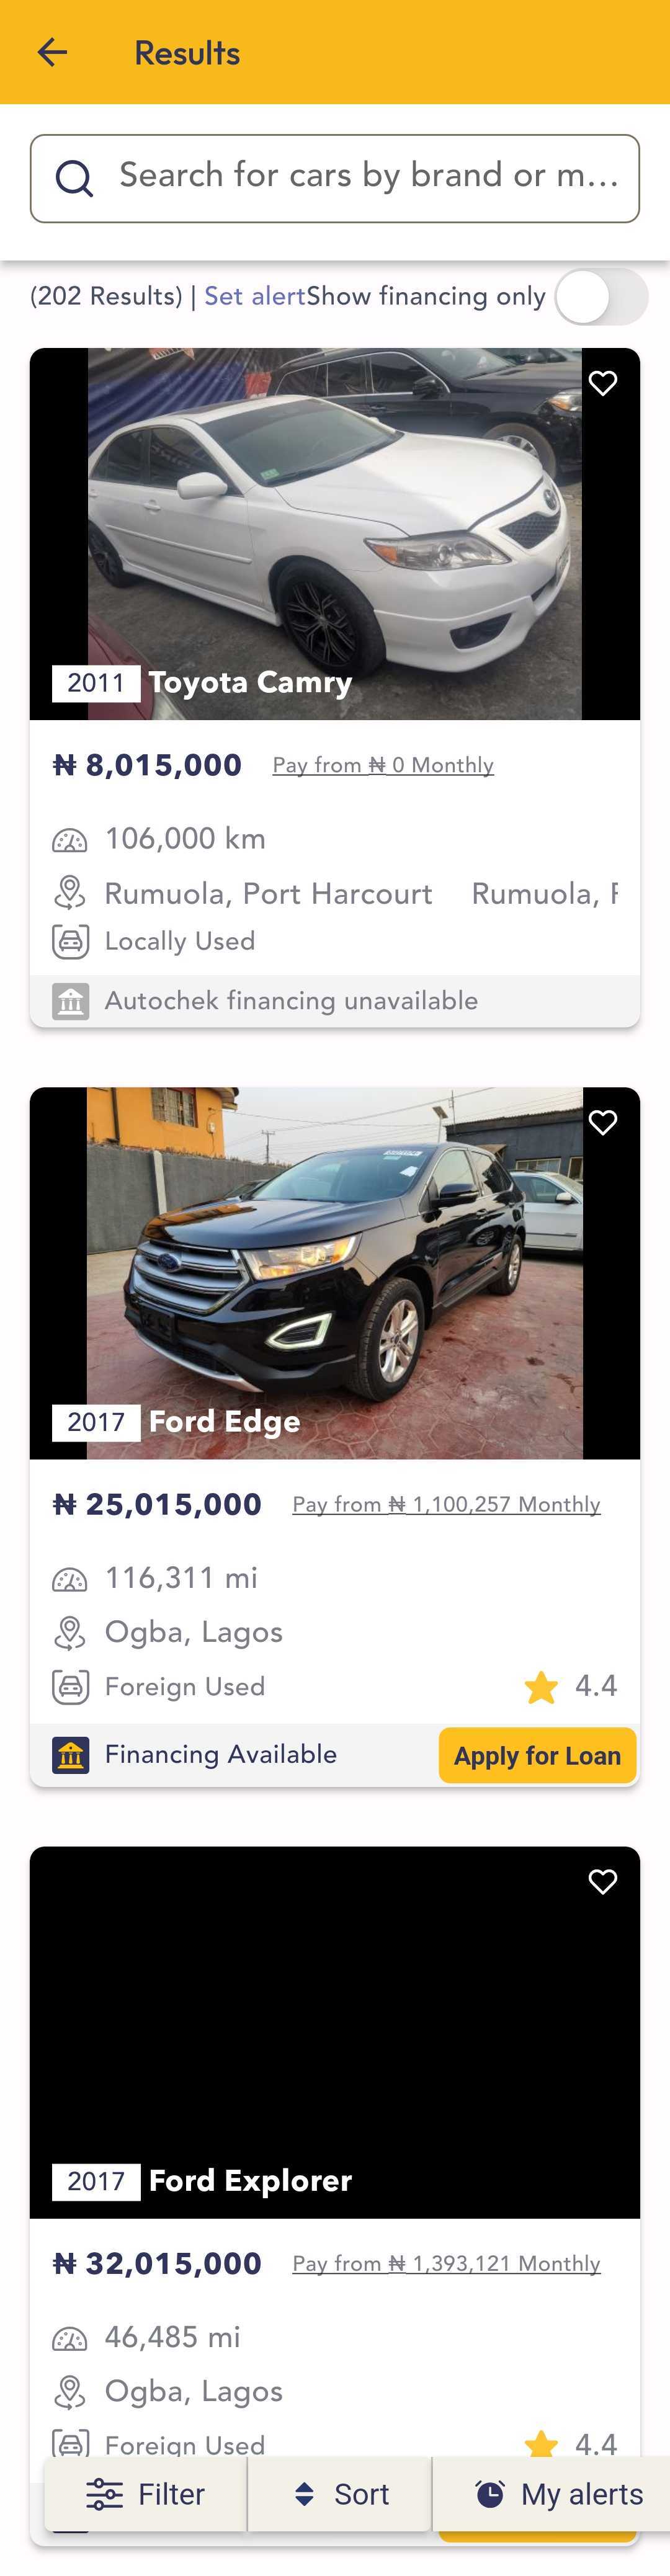 Results
Search for cars by brand or m...
(202 Results) | Set alert Show financing only
2011 Toyota Camry
₦ 8,015,000 Pay from ₦ 0 Monthly
106,000 km
Rumuola, Port Harcourt Rumuola,
Locally Used
Autochek financing unavailable
2017 Ford Edge
₦ 25,015,000 Pay from ₦ 1,100,257 Monthly
116,311 mi
Ogba, Lagos
Foreign Used 4.4
Financing Available Apply for Loan
2017 Ford Explorer
₦ 32,015,000 Pay from ₦ 1,393,121 Monthly
46,485 mi
Ogba, Lagos
Foreign Used 4.4
Filter Sort My alerts